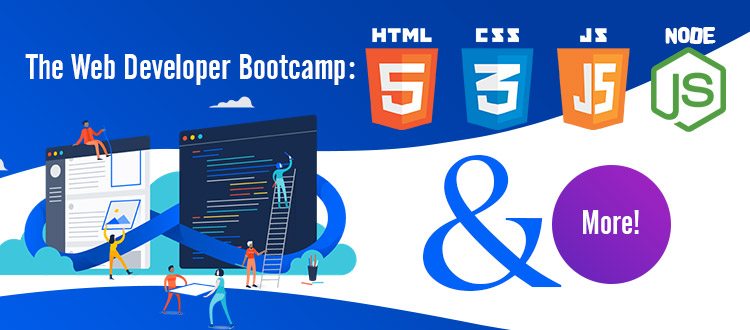 The Web Developer Bootcamp:
HTML
5
CSS
3
JS
JS
NODE
JS
&
More!